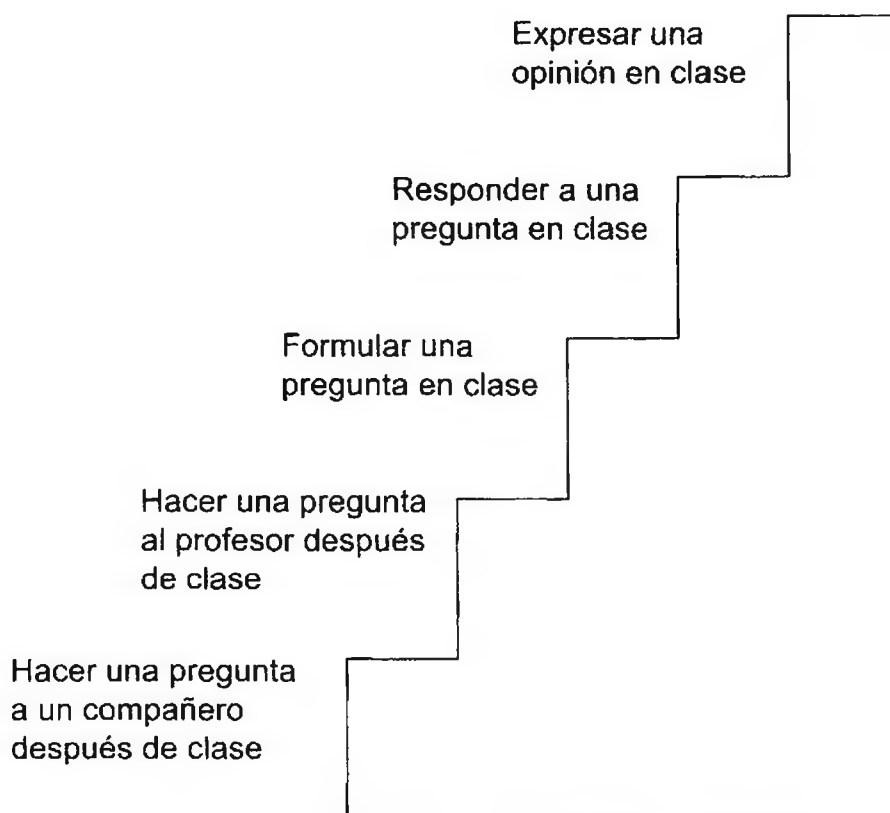 Expresar una
opinión en clase
Responder a una
pregunta en clase
Formular una
pregunta en clase
Hacer una pregunta
al profesor después
de clase
Hacer una pregunta
a un compañero
después de clase